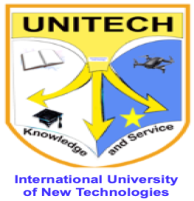 UNITECH
Knowledge
and Service
International University
of New Technologies